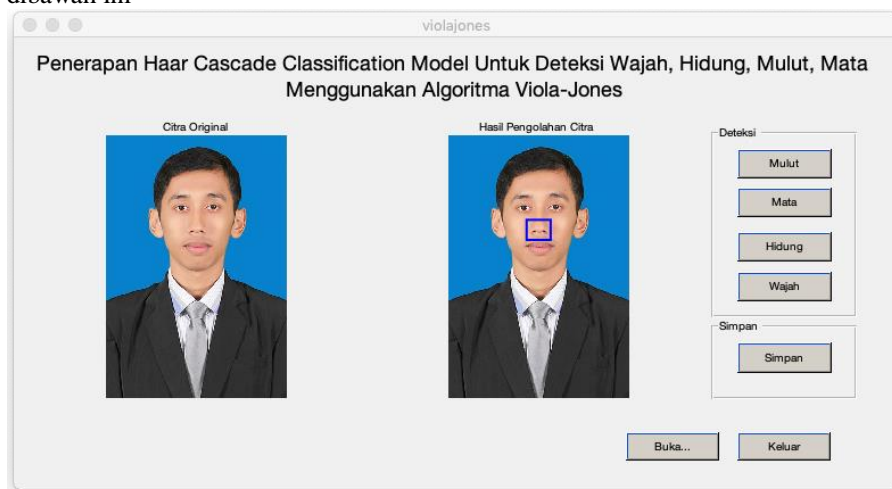 dibawah ini
violajones
Penerapan Haar Cascade Classification Model Untuk Deteksi Wajah, Hidung, Mulut, Mata
Menggunakan Algoritma Viola-Jones
Citra Original
Hasil Pengolahan Citra
Deteksi
Mulut
Mata
Hidung
Wajah
Simpan
Simpan
Buka...
Keluar